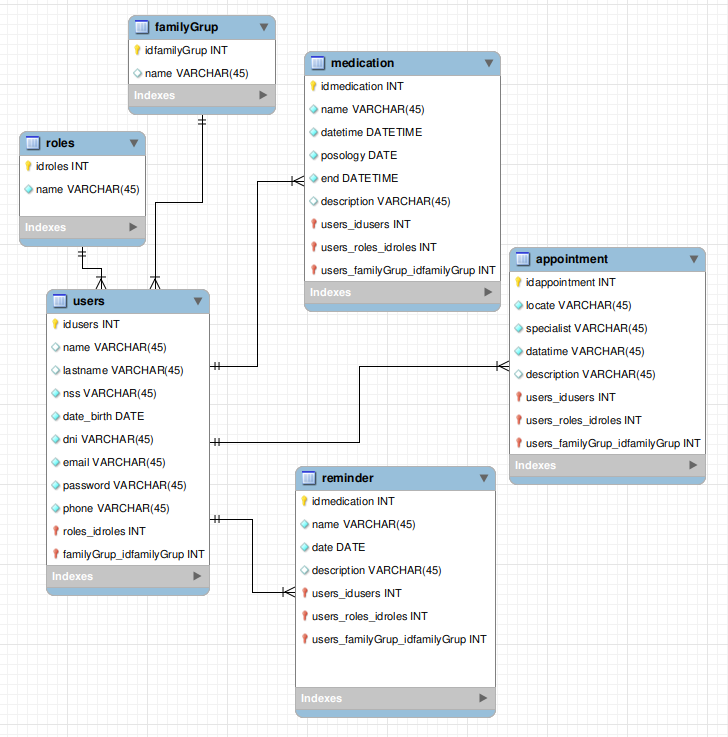 familyGrup
idfamilyGrup INT
name VARCHAR(45)
Indexes
medication
idmedication INT
name VARCHAR(45)
datetime DATETIME
posology DATE
end DATETIME
description VARCHAR(45)
users_idusers INT
users_roles_idroles INT
users_familyGrup_idfamilyGrup INT
Indexes
roles
idroles INT
name VARCHAR(45)
Indexes
appointment
idappointment INT
locate VARCHAR(45)
specialist VARCHAR(45)
datatime VARCHAR(45)
description VARCHAR(45)
users_idusers INT
users_roles_idroles INT
users_familyGrup_idfamilyGrup INT
Indexes
users
idusers INT
name VARCHAR(45)
lastname VARCHAR(45)
nss VARCHAR(45)
date_birth DATE
dni VARCHAR(45)
email VARCHAR(45)
password VARCHAR(45)
phone VARCHAR(45)
roles_idroles INT
familyGrup_idfamilyGrup INT
Indexes
reminder
idmedication INT
name VARCHAR(45)
date DATE
description VARCHAR(45)
users_idusers INT
users_roles_idroles INT
users_familyGrup_idfamilyGrup INT
Indexes